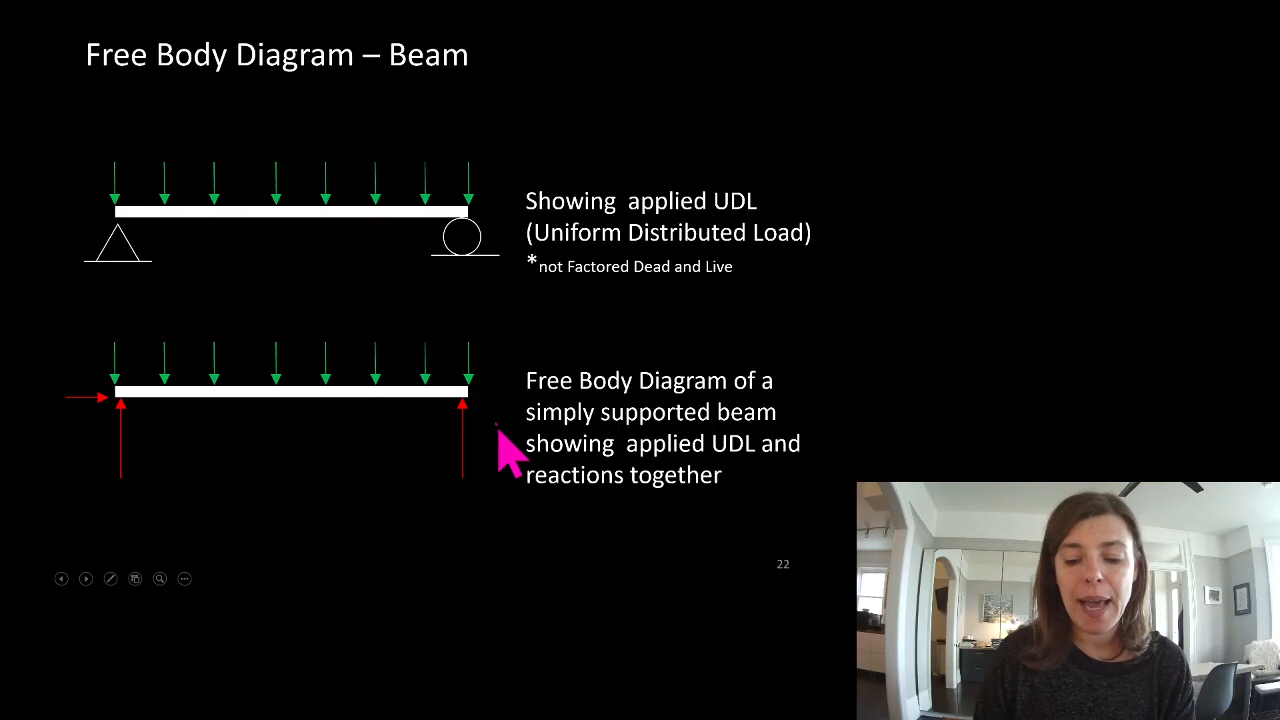 Free Body Diagram – Beam
Showing applied UDL
(Uniform Distributed Load)
*not Factored Dead and Live
Free Body Diagram of a
simply supported beam
showing applied UDL and
reactions together
22